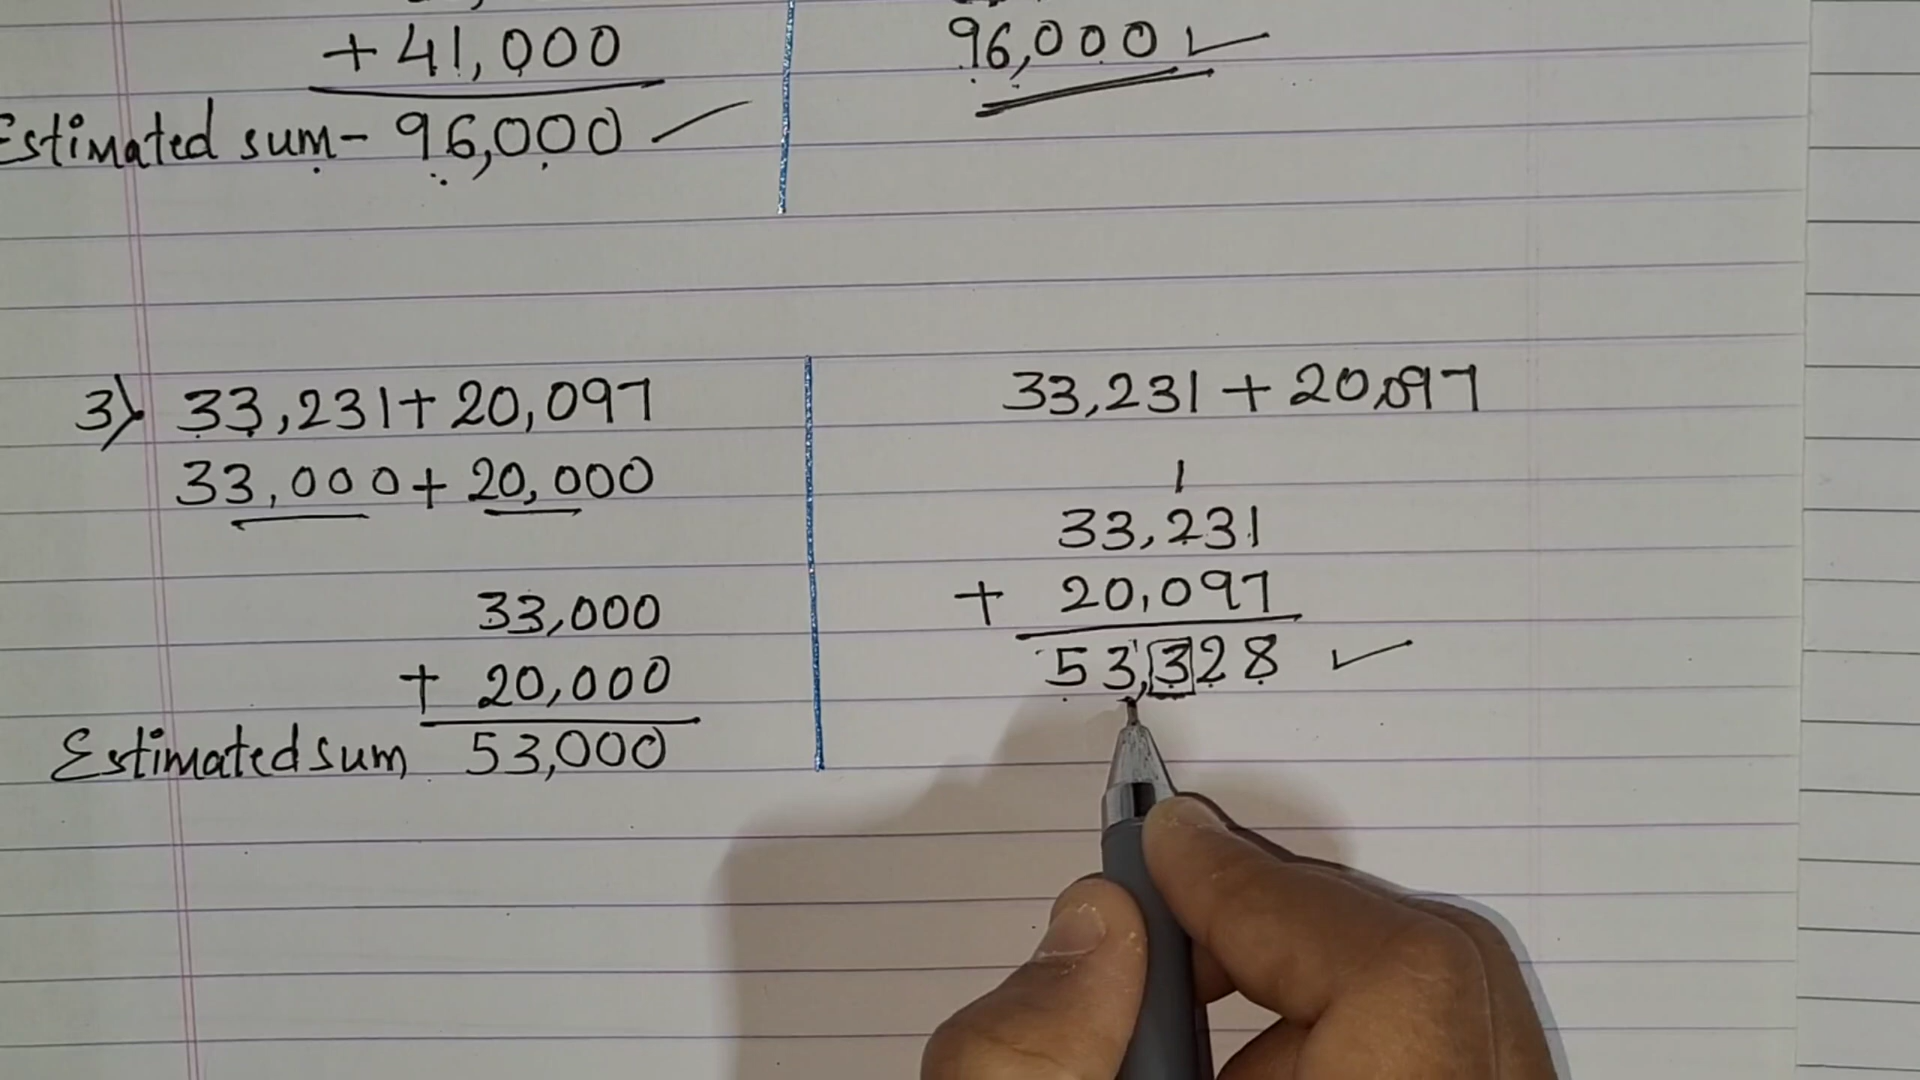 + 41,000
Estimated sum - 96,000 ✓
96,000 ✓
3) 33,231 + 20,097
33,000 + 20,000
33,000
+ 20,000
Estimated sum 53,000
33,231 + 20,097
1
33,231
+ 20,097
53,328 ✓